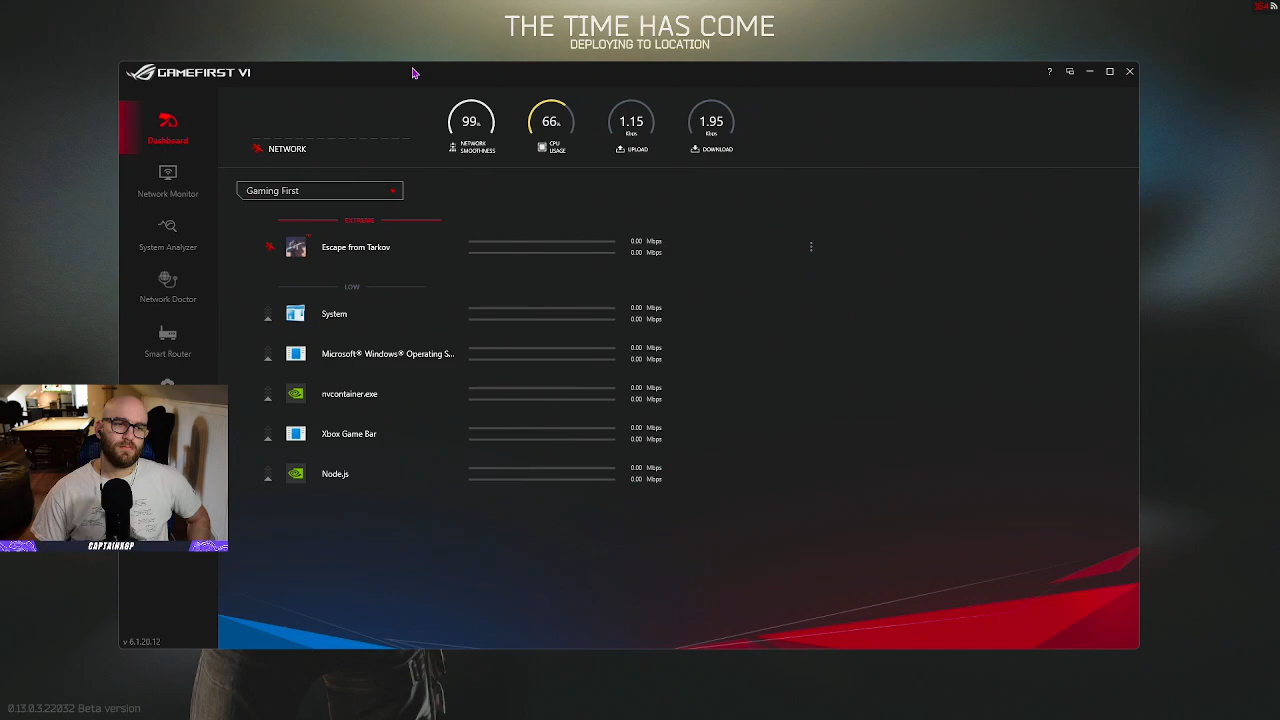 THE TIME HAS COME
DEPLOYING TO LOCATION
GAMEFIRST VI
?
99%
NETWORK SMOOTHNESS
66%
CPU USAGE
1.15
Kbps
UPLOAD
1.95
Kbps
DOWNLOAD
NETWORK
Dashboard
Network Monitor
System Analyzer
Network Doctor
Smart Router
Gaming First
EXTREME
Escape from Tarkov
0.00 Mbps
0.00 Mbps
LOW
System
0.00 Mbps
0.00 Mbps
Microsoft® Windows® Operating S...
0.00 Mbps
0.00 Mbps
nvcontainer.exe
0.00 Mbps
0.00 Mbps
Xbox Game Bar
0.00 Mbps
0.00 Mbps
Node.js
0.00 Mbps
0.00 Mbps
CAPTAINXGP
v 6.1.20.12
0.13.0.3.22032 Beta version